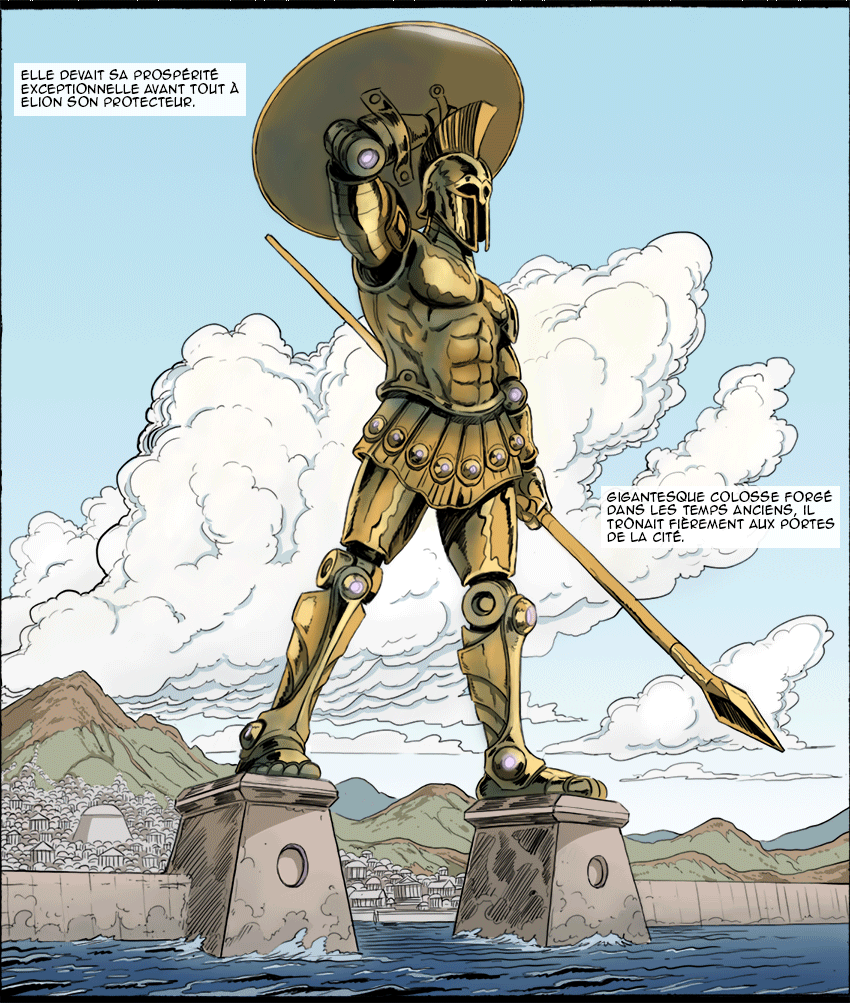 ELLE DEVAIT SA PROSPÉRITÉ
EXCEPTIONNELLE AVANT TOUT À
ELION SON PROTECTEUR.
GIGANTESQUE COLOSSE FORGÉ
DANS LES TEMPS ANCIENS, IL
TRÔNAIT FIÈREMENT AUX PORTES
DE LA CITÉ.